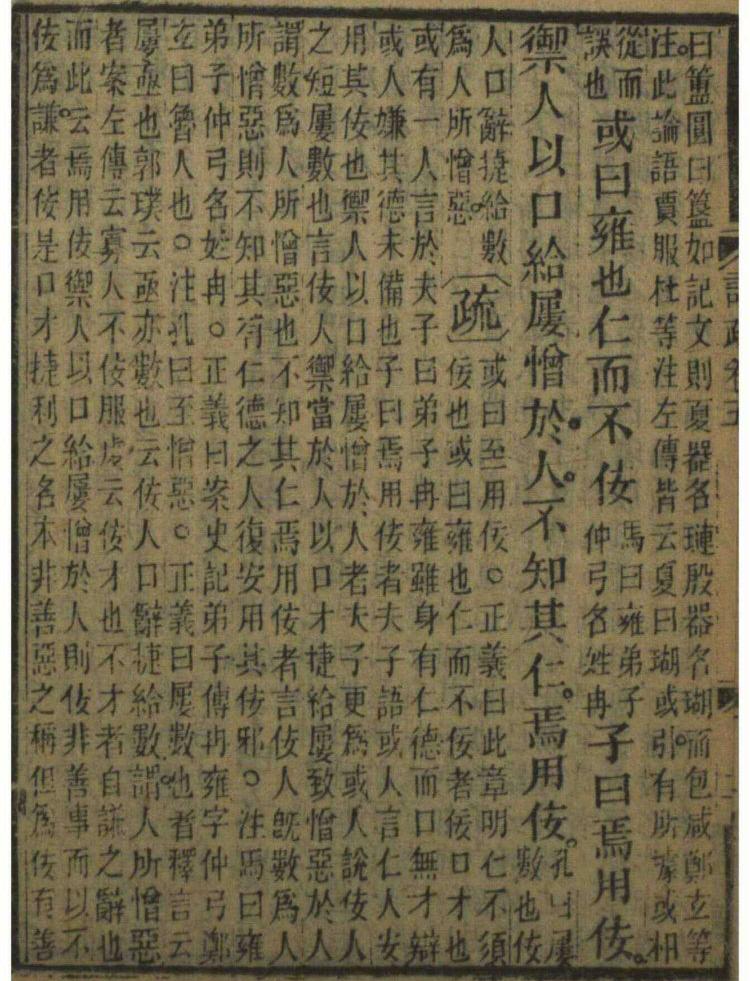 曰簠圓曰簋如記文則夏器名璉殷器名瑚而包咸鄭玄等
注此論語賈服杜等注左傳皆云夏曰瑚或引有所據或相
從而
誤也或曰雍也仁而不佞馬曰雍弟子
仲弓名姓冉子曰焉用佞
禦人以口給屢憎於人不知其仁焉用佞孔曰屢
數也佞
人口辭捷給數
為人所憎惡疏或曰至用佞○正義曰此章明仁不須
佞也或曰雍也仁而不佞者佞口才也
或有一人言於夫子曰弟子冉雍雖身有仁德而口無才辯
或人嫌其德未備也子曰焉用佞者夫子語或人言仁人安
用其佞也禦人以口給屢憎於人者夫子更為或人說佞人
之短屢數也言佞人禦當於人以口才捷給屢致憎惡於人
謂數為人所憎惡也不知其仁焉用佞者言佞人既數為人
所憎惡則不知其有仁德之人復安用其佞邪○注馬曰雍
弟子仲弓名姓冉○正義曰案史記弟子傳冉雍字仲弓鄭
玄曰魯人也○注孔曰至憎惡○正義曰屢數也者釋言云
屢亟也郭璞云亟亦數也云佞人口辭捷給數謂人所憎惡
者案左傳云寡人不佞服虔云佞才也不才者自謙之辭也
而此云焉用佞禦人以口給屢憎於人則佞非善事而以不
佞為謙者佞是口才捷利之名本非善惡之稱但為佞有善